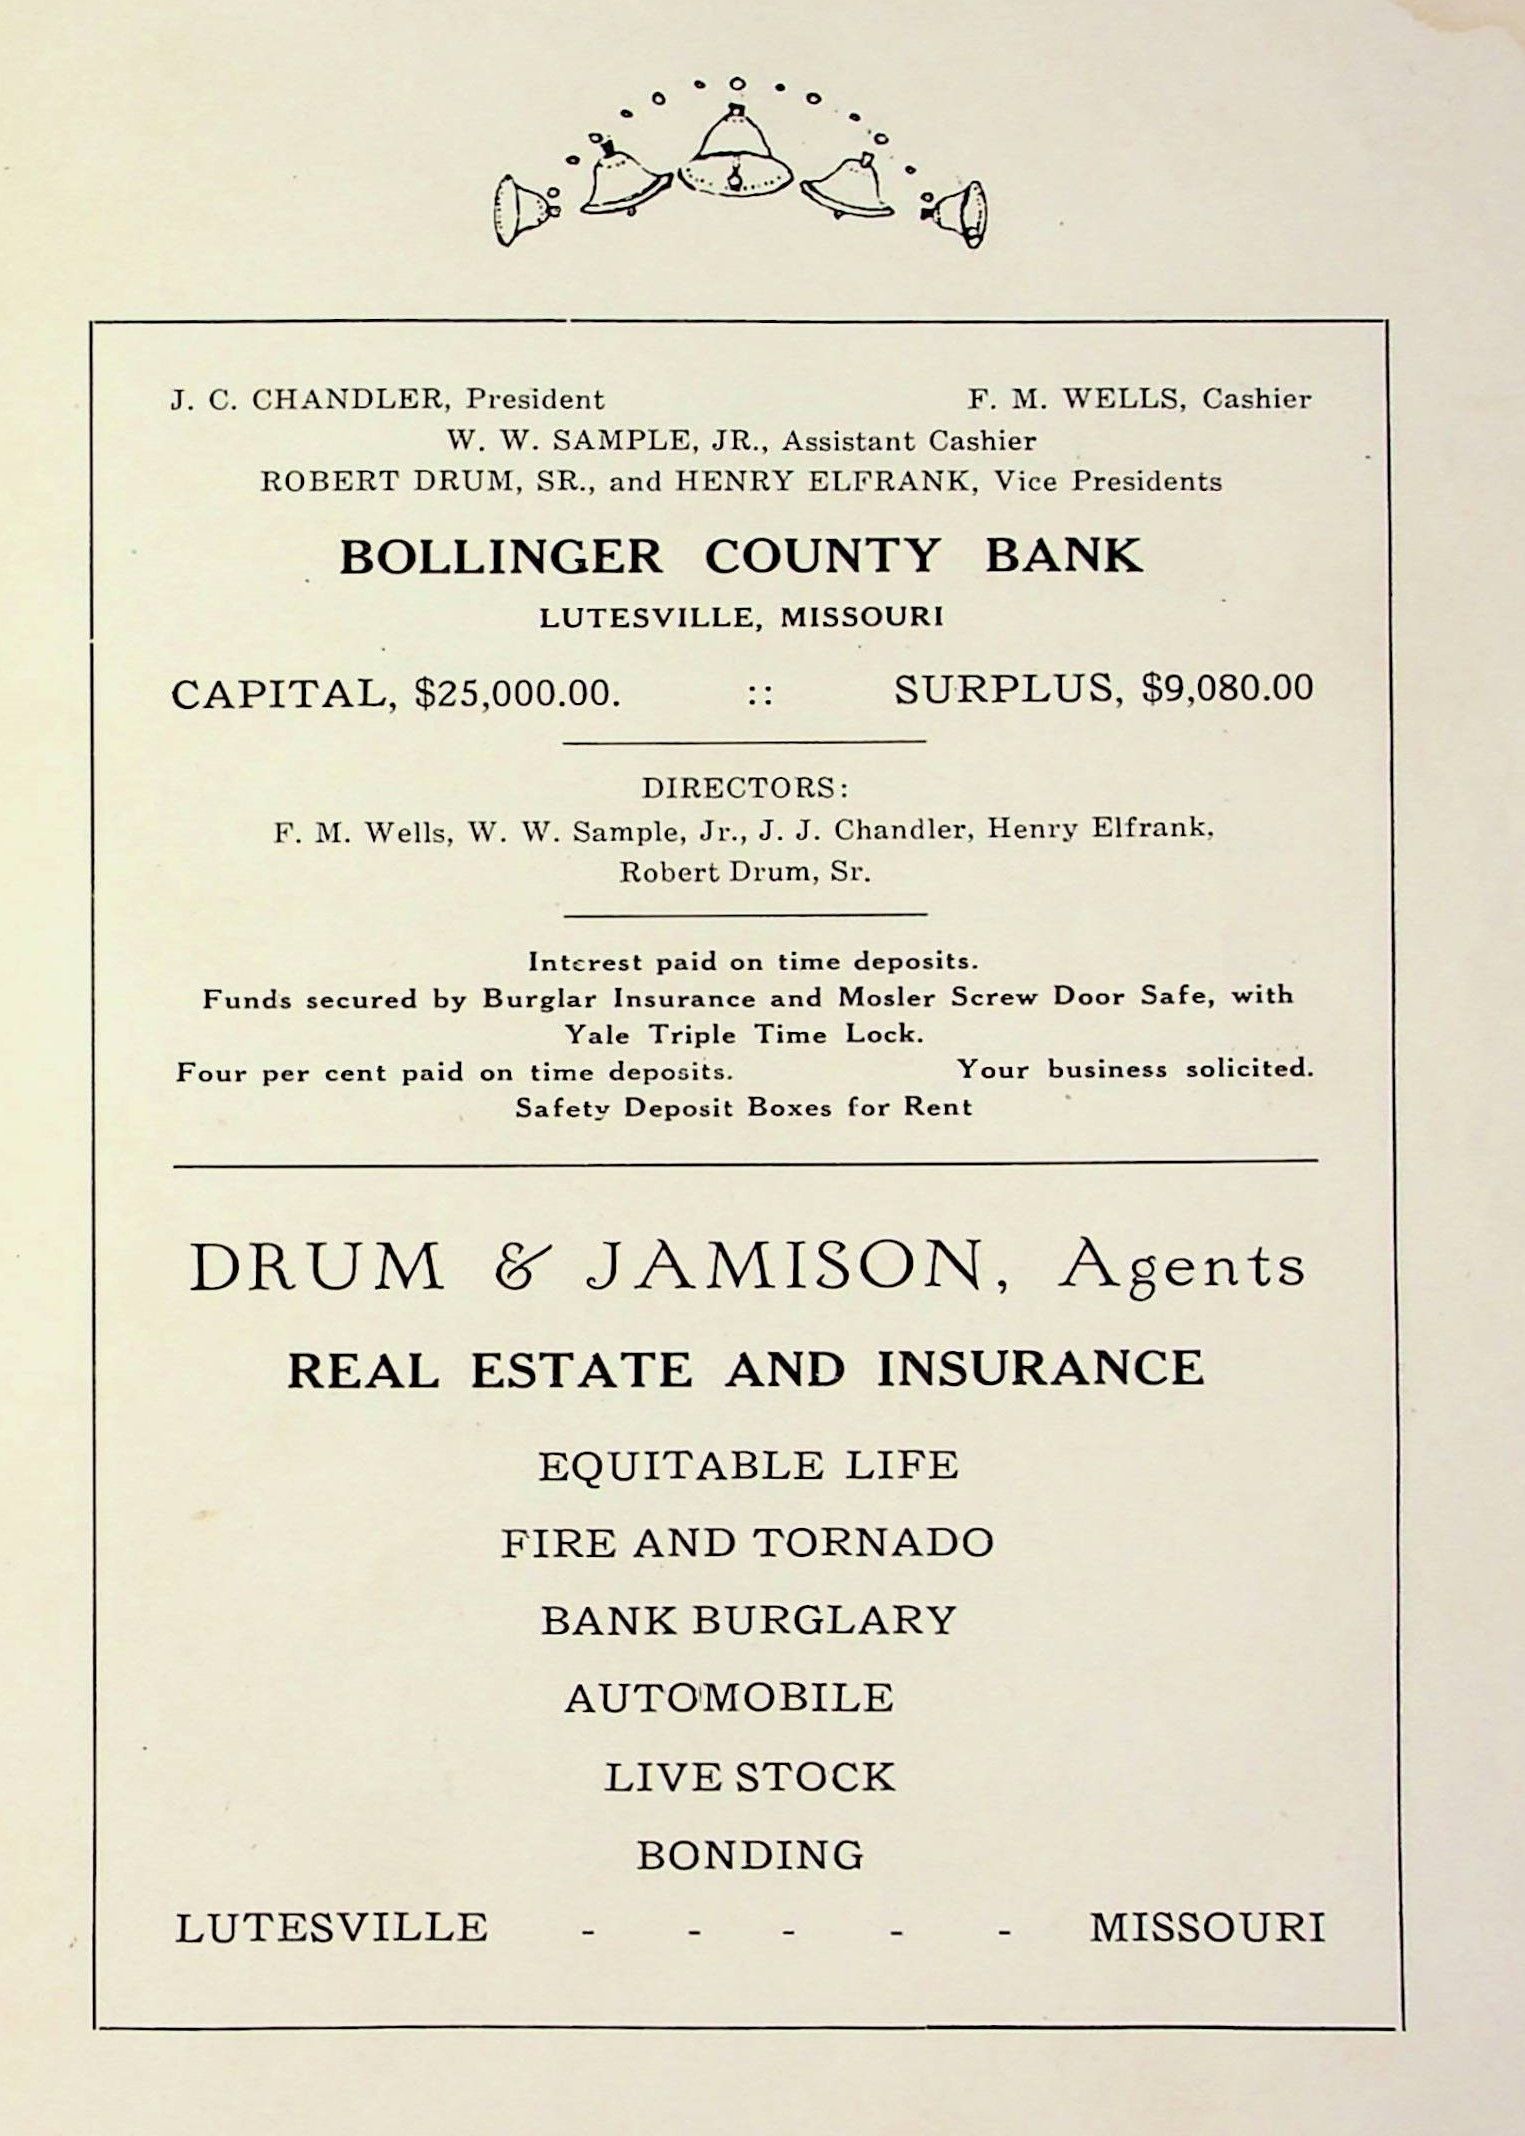 J. C. CHANDLER, President F. M. WELLS, Cashier
W. W. SAMPLE, JR., Assistant Cashier
ROBERT DRUM, SR., and HENRY ELFRANK, Vice Presidents
BOLLINGER COUNTY BANK
LUTESVILLE, MISSOURI
CAPITAL, $25,000.00. :: SURPLUS, $9,080.00
DIRECTORS:
F. M. Wells, W. W. Sample, Jr., J. J. Chandler, Henry Elfrank,
Robert Drum, Sr.
Interest paid on time deposits.
Funds secured by Burglar Insurance and Mosler Screw Door Safe, with
Yale Triple Time Lock.
Four per cent paid on time deposits. Your business solicited.
Safety Deposit Boxes for Rent
DRUM & JAMISON, Agents
REAL ESTATE AND INSURANCE
EQUITABLE LIFE
FIRE AND TORNADO
BANK BURGLARY
AUTOMOBILE
LIVE STOCK
BONDING
LUTESVILLE - - - - - MISSOURI